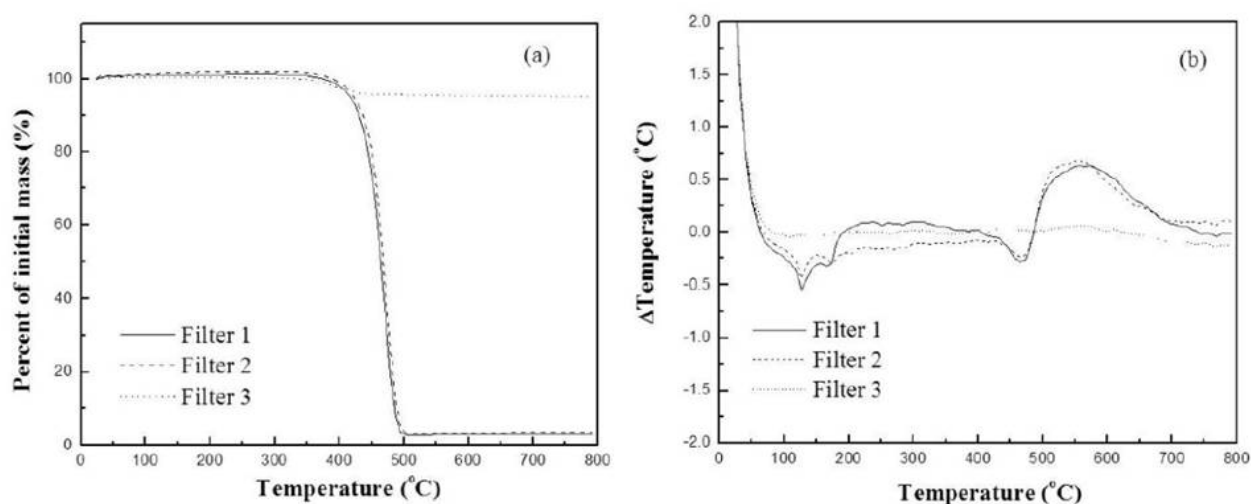 (a)
Percent of initial mass (%)
100
80
60
40
20
0
Filter 1
Filter 2
Filter 3
0 100 200 300 400 500 600 700 800
Temperature (°C)
(b)
ΔTemperature (°C)
2.0
1.5
1.0
0.5
0.0
-0.5
-1.0
-1.5
-2.0
Filter 1
Filter 2
Filter 3
0 100 200 300 400 500 600 700 800
Temperature (°C)